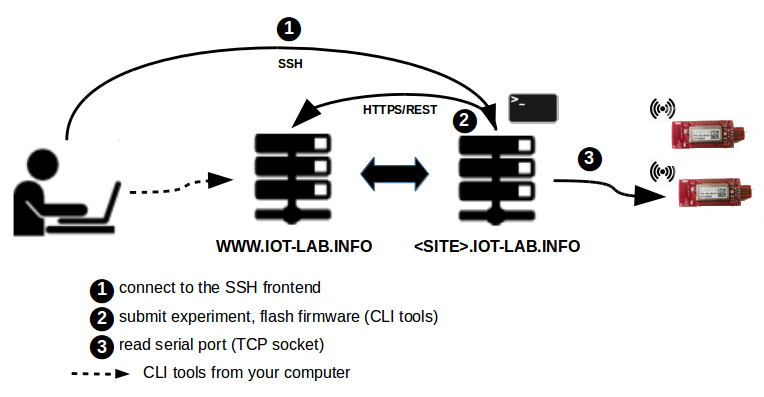 1
SSH
HTTPS/REST
>_
2
3
WWW.IOT-LAB.INFO
<SITE>.IOT-LAB.INFO
1 connect to the SSH frontend
2 submit experiment, flash firmware (CLI tools)
3 read serial port (TCP socket)
CLI tools from your computer